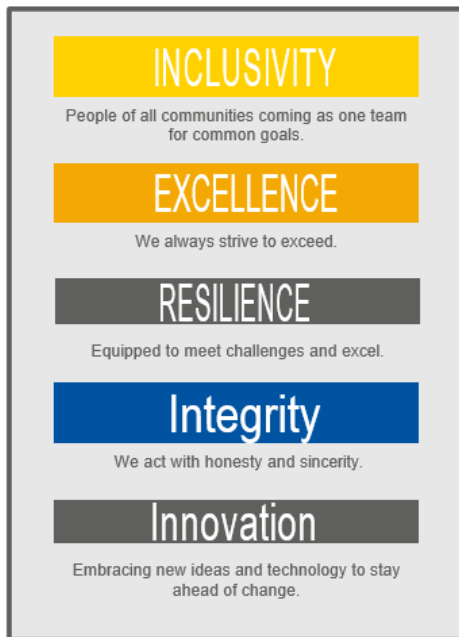 INCLUSIVITY
People of all communities coming as one team
for common goals.
EXCELLENCE
We always strive to exceed.
RESILIENCE
Equipped to meet challenges and excel.
Integrity
We act with honesty and sincerity.
Innovation
Embracing new ideas and technology to stay
ahead of change.